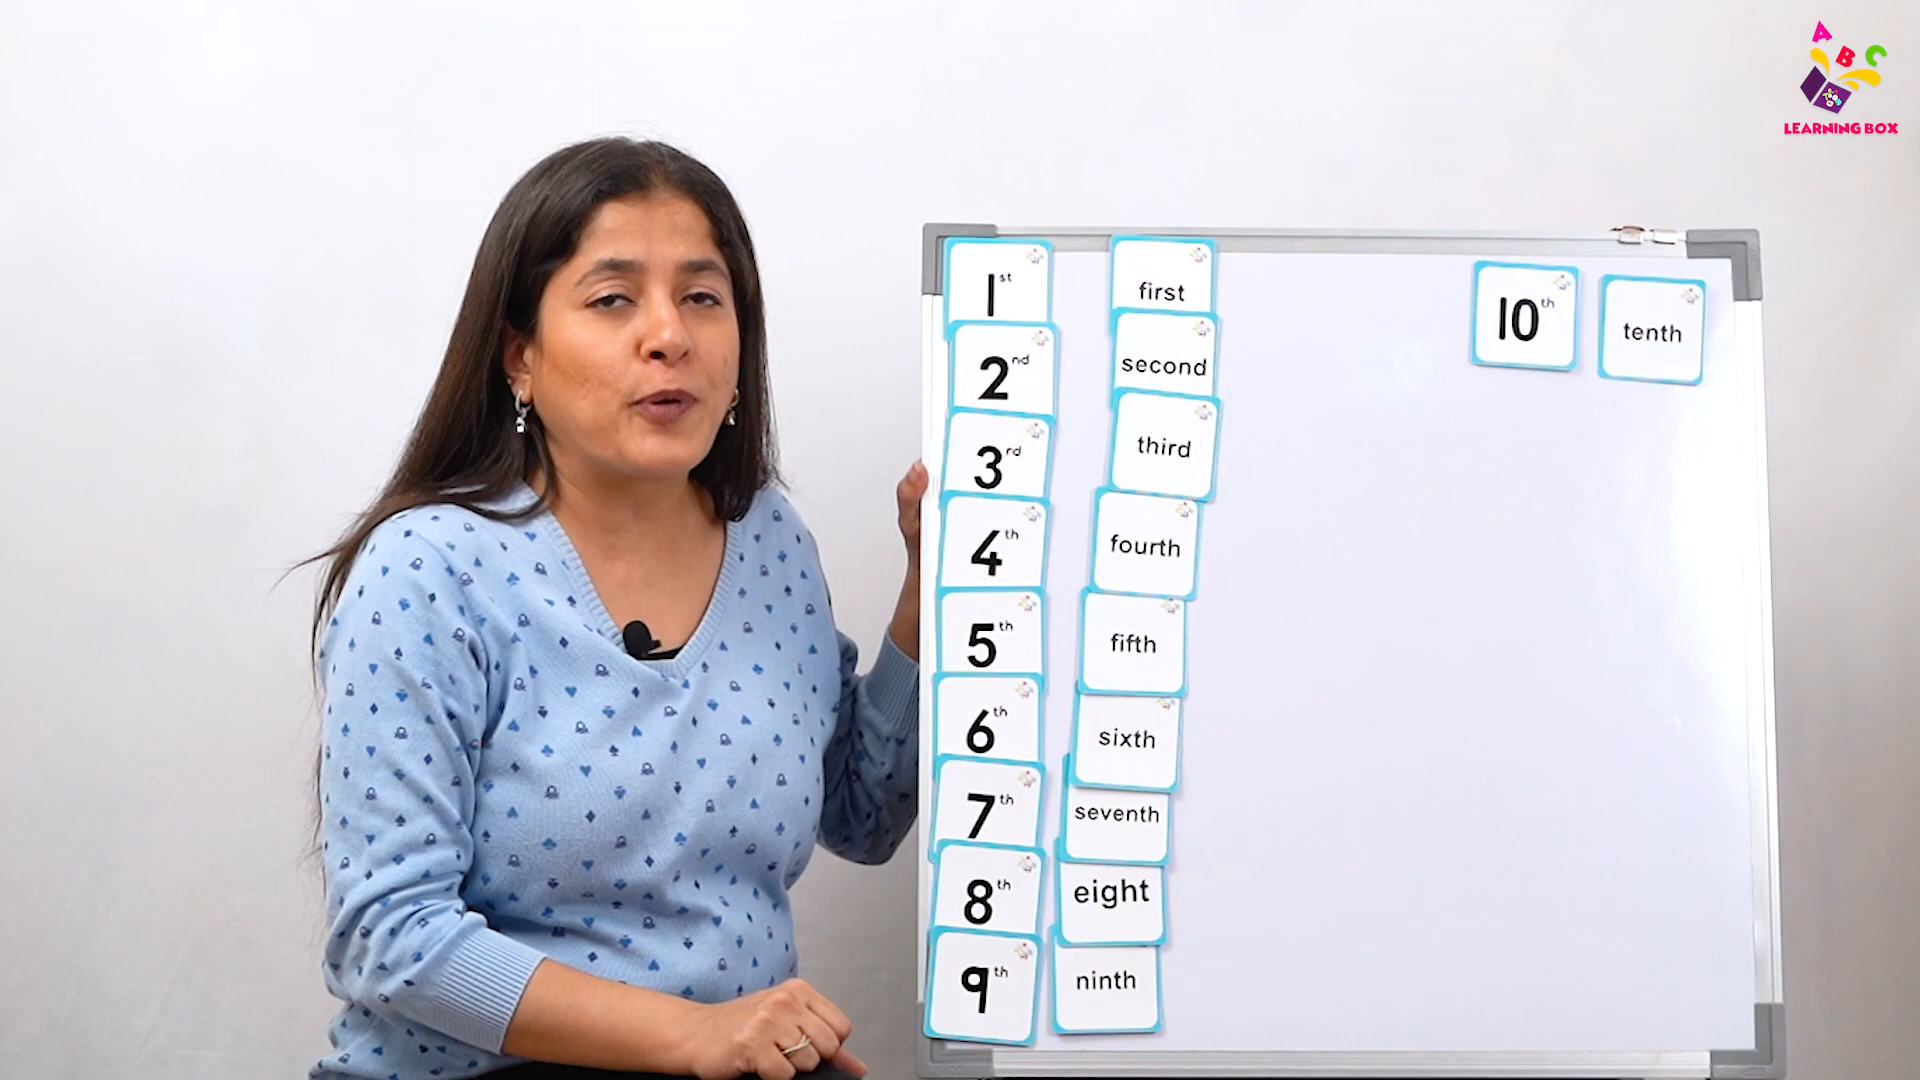 A B C
LEARNING BOX
1st first
2nd second
3rd third
4th fourth
5th fifth
6th sixth
7th seventh
8th eight
9th ninth
10th tenth